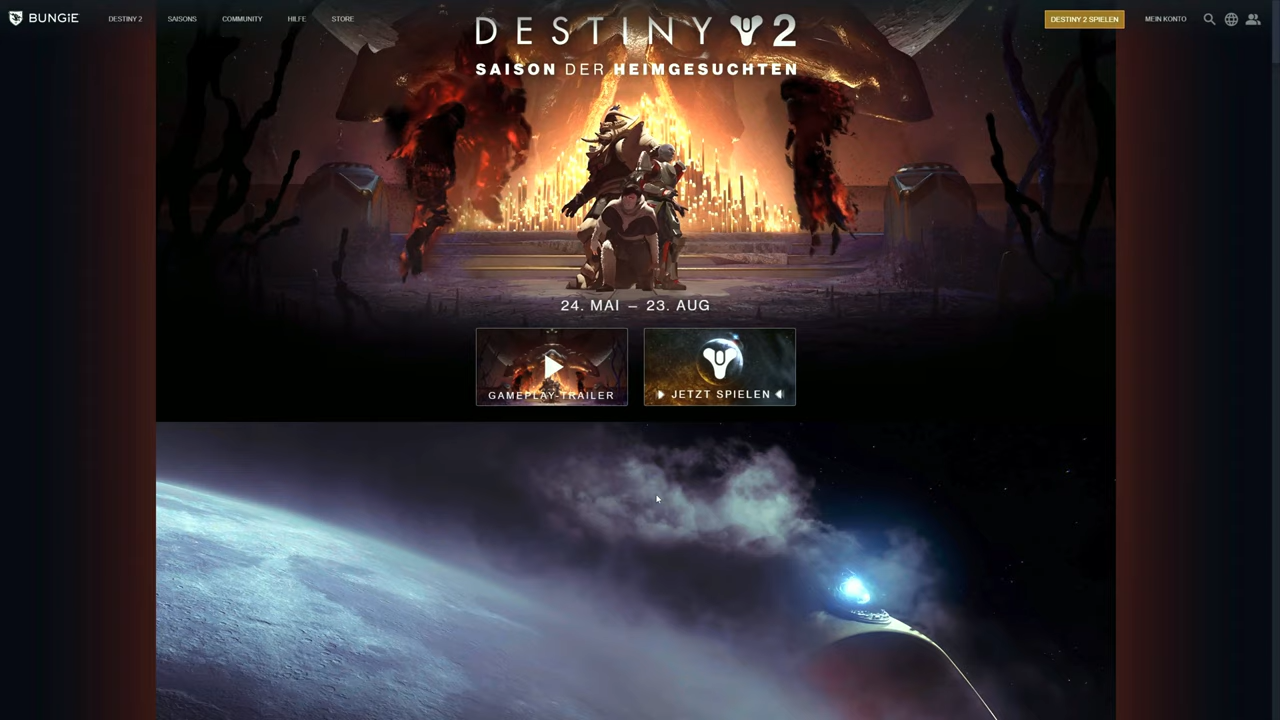 BUNGiE
DESTINY 2
SAISONS
COMMUNITY
HILFE
STORE
DESTINY 2 SPIELEN
MEIN KONTO
DESTINY 2
SAISON DER HEIMGESUCHTEN
24. MAI – 23. AUG
GAMEPLAY-TRAILER
JETZT SPIELEN